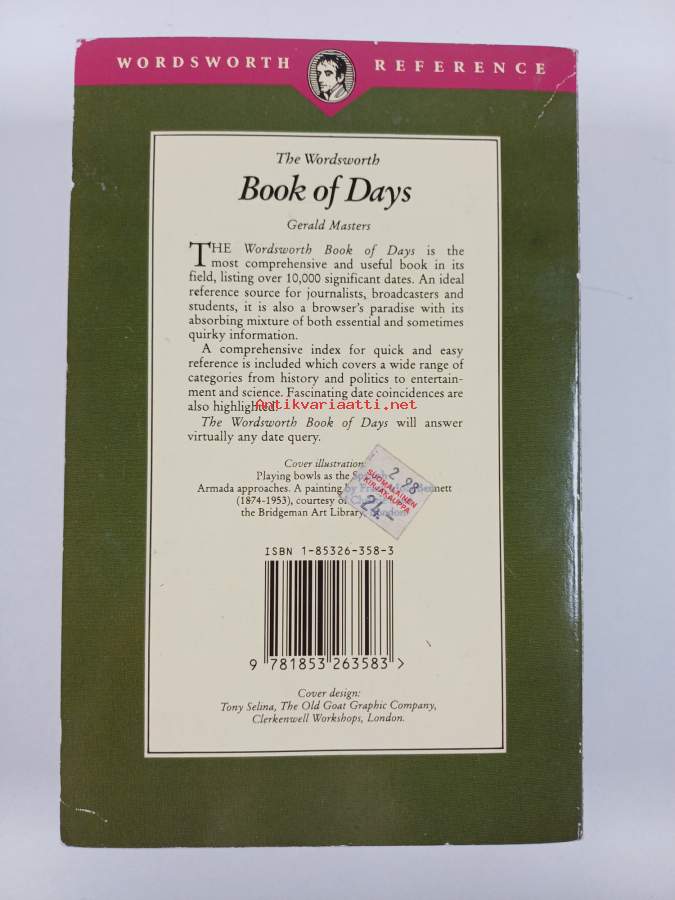 WORDSWORTH REFERENCE
The Wordsworth
Book of Days
Gerald Masters
THE Wordsworth Book of Days is the
most comprehensive and useful book in its
field, listing over 10,000 significant dates. An ideal
reference source for journalists, broadcasters and
students, it is also a browser's paradise with its
absorbing mixture of both essential and sometimes
quirky information.
A comprehensive index for quick and easy
reference is included which covers a wide range of
categories from history and politics to entertain-
ment and science. Fascinating date coincidences are
also highlighted!
Antikvariaatti.net
The Wordsworth Book of Days will answer
virtually any date query.
Cover illustration:
Playing bowls as the
Armada approaches. A painting by Bennett
(1874-1953), courtesy of
the Bridgeman Art Library, London
2 98
SUOMALAINEN
KIRJAKAUPPA
24-
ISBN 1-85326-358-3
9 781853 263583 >
Cover design:
Tony Selina, The Old Goat Graphic Company,
Clerkenwell Workshops, London.